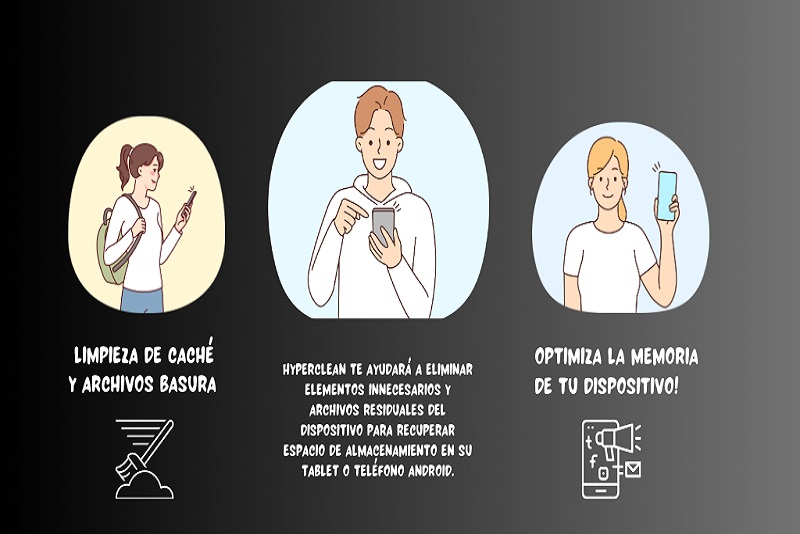 LIMPIEZA DE CACHÉ
Y ARCHIVOS BASURA
HYPERCLEAN TE AYUDARÁ A ELIMINAR
ELEMENTOS INNECESARIOS Y
ARCHIVOS RESIDUALES DEL
DISPOSITIVO PARA RECUPERAR
ESPACIO DE ALMACENAMIENTO EN SU
TABLET O TELÉFONO ANDROID.
OPTIMIZA LA MEMORIA
DE TU DISPOSITIVO!